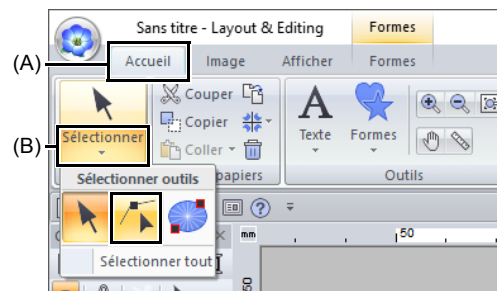 Sans titre - Layout & Editing
Formes
(A)
Accueil
Image
Afficher
Formes
Couper
Copier
Coller
(B)
Sélectionner
Texte
Formes
papiers
Outils
Sélectionner outils
Sélectionner tout
mm
50